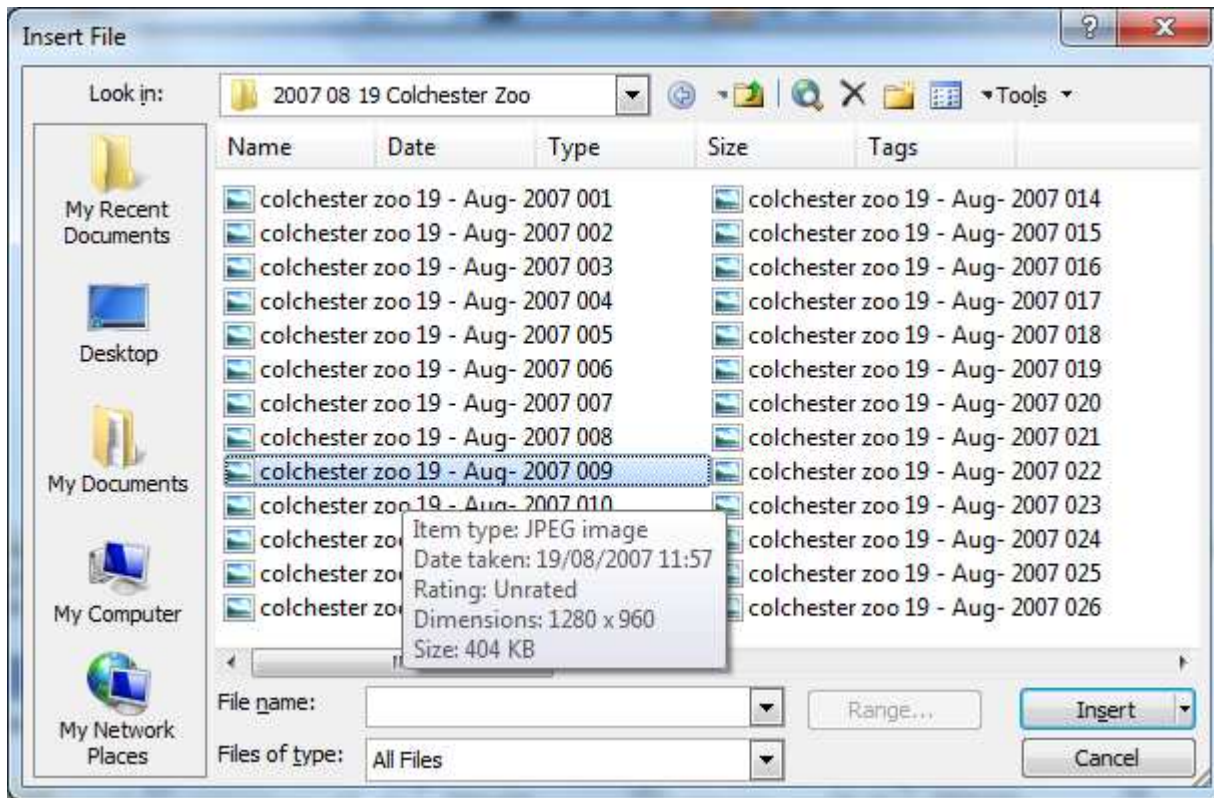 Insert File
Look in:
2007 08 19 Colchester Zoo
Tools
My Recent
Documents
Desktop
My Documents
My Computer
My Network
Places
Name Date Type Size Tags
colchester zoo 19 - Aug- 2007 001
colchester zoo 19 - Aug- 2007 002
colchester zoo 19 - Aug- 2007 003
colchester zoo 19 - Aug- 2007 004
colchester zoo 19 - Aug- 2007 005
colchester zoo 19 - Aug- 2007 006
colchester zoo 19 - Aug- 2007 007
colchester zoo 19 - Aug- 2007 008
colchester zoo 19 - Aug- 2007 009
colchester zoo 19 - Aug- 2007 010
colchester zo
colchester zo
colchester zo
Item type: JPEG image
Date taken: 19/08/2007 11:57
Rating: Unrated
Dimensions: 1280 x 960
Size: 404 KB
colchester zoo 19 - Aug- 2007 014
colchester zoo 19 - Aug- 2007 015
colchester zoo 19 - Aug- 2007 016
colchester zoo 19 - Aug- 2007 017
colchester zoo 19 - Aug- 2007 018
colchester zoo 19 - Aug- 2007 019
colchester zoo 19 - Aug- 2007 020
colchester zoo 19 - Aug- 2007 021
colchester zoo 19 - Aug- 2007 022
colchester zoo 19 - Aug- 2007 023
colchester zoo 19 - Aug- 2007 024
colchester zoo 19 - Aug- 2007 025
colchester zoo 19 - Aug- 2007 026
File name:
Range...
Insert
Files of type:
All Files
Cancel